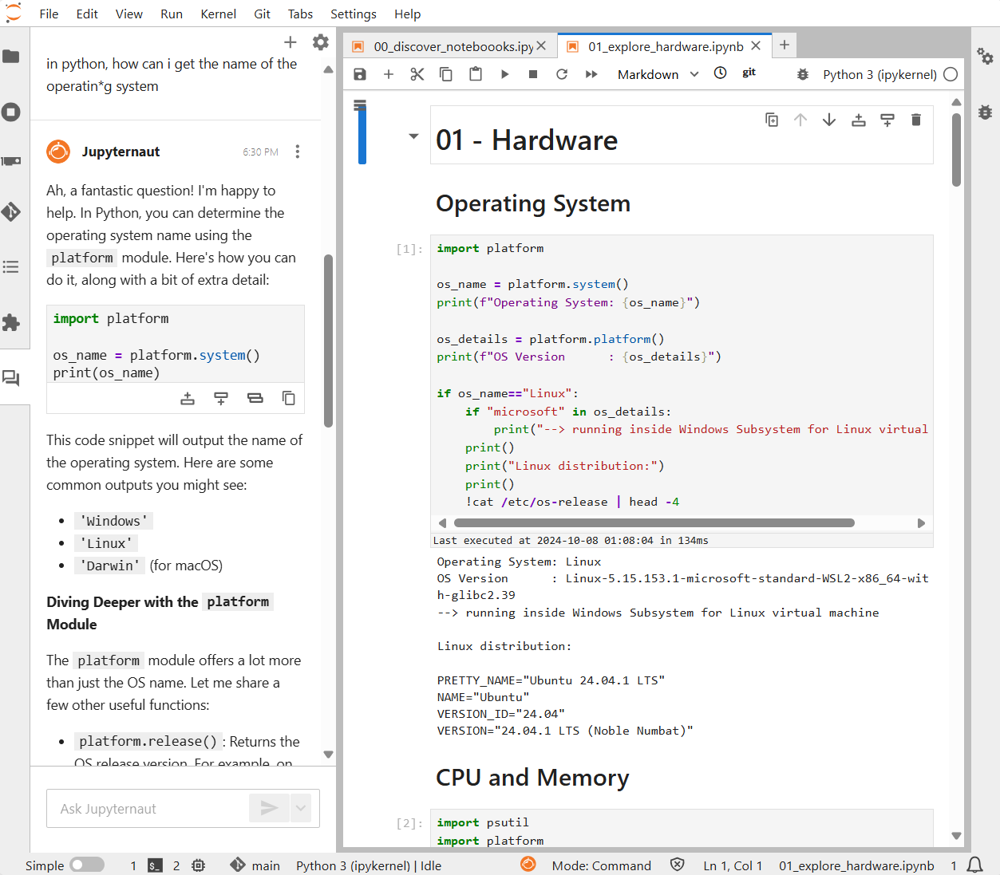 File Edit View Run Kernel Git Tabs Settings Help
in python, how can i get the name of the
operatin*g system
Jupyternaut 6:30 PM
Ah, a fantastic question! I'm happy to
help. In Python, you can determine the
operating system name using the
platform module. Here's how you can
do it, along with a bit of extra detail:
import platform
os_name = platform.system()
print(os_name)
This code snippet will output the name of
the operating system. Here are some
common outputs you might see:
'Windows'
'Linux'
'Darwin' (for macOS)
Diving Deeper with the platform
Module
The platform module offers a lot more
than just the OS name. Let me share a
few other useful functions:
platform.release() : Returns the
OS release version. For example, on
Ask Jupyternaut
00_discover_noteboooks.ipy
01_explore_hardware.ipynb
Markdown git Python 3 (ipykernel)
01 - Hardware
Operating System
[1]:
import platform
os_name = platform.system()
print(f"Operating System: {os_name}")
os_details = platform.platform()
print(f"OS Version      : {os_details}")
if os_name=="Linux":
    if "microsoft" in os_details:
        print("--> running inside Windows Subsystem for Linux virtual
    print()
    print("Linux distribution:")
    print()
    !cat /etc/os-release | head -4
Last executed at 2024-10-08 01:08:04 in 134ms
Operating System: Linux
OS Version      : Linux-5.15.153.1-microsoft-standard-WSL2-x86_64-wit
h-glibc2.39
--> running inside Windows Subsystem for Linux virtual machine
Linux distribution:
PRETTY_NAME="Ubuntu 24.04.1 LTS"
NAME="Ubuntu"
VERSION_ID="24.04"
VERSION="24.04.1 LTS (Noble Numbat)"
CPU and Memory
[2]:
import psutil
import platform
Simple 1 $_ 2 main Python 3 (ipykernel) | Idle Mode: Command Ln 1, Col 1 01_explore_hardware.ipynb 1